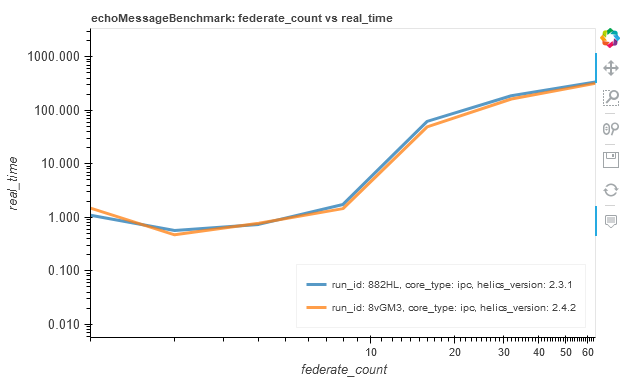 echoMessageBenchmark: federate_count vs real_time
1000.000
100.000
10.000
1.000
0.100
0.010
real_time
run_id: 882HL, core_type: ipc, helics_version: 2.3.1
run_id: 8vGM3, core_type: ipc, helics_version: 2.4.2
10 20 30 40 50 60
federate_count